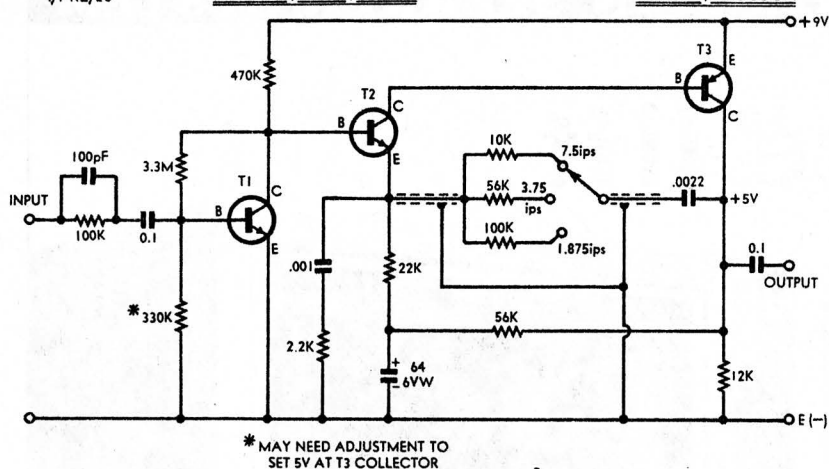 +9V
T3
E
B
C
470K
T2
C
B
E
100pF
3.3M
10K
7.5ips
INPUT
T1
C
56K
3.75
ips
.0022
+5V
100K
0.1
B
E
100K
1.875ips
0.1
OUTPUT
.001
22K
* 330K
56K
2.2K
+
64
-
6VW
12K
E (-)
* MAY NEED ADJUSTMENT TO
SET 5V AT T3 COLLECTOR